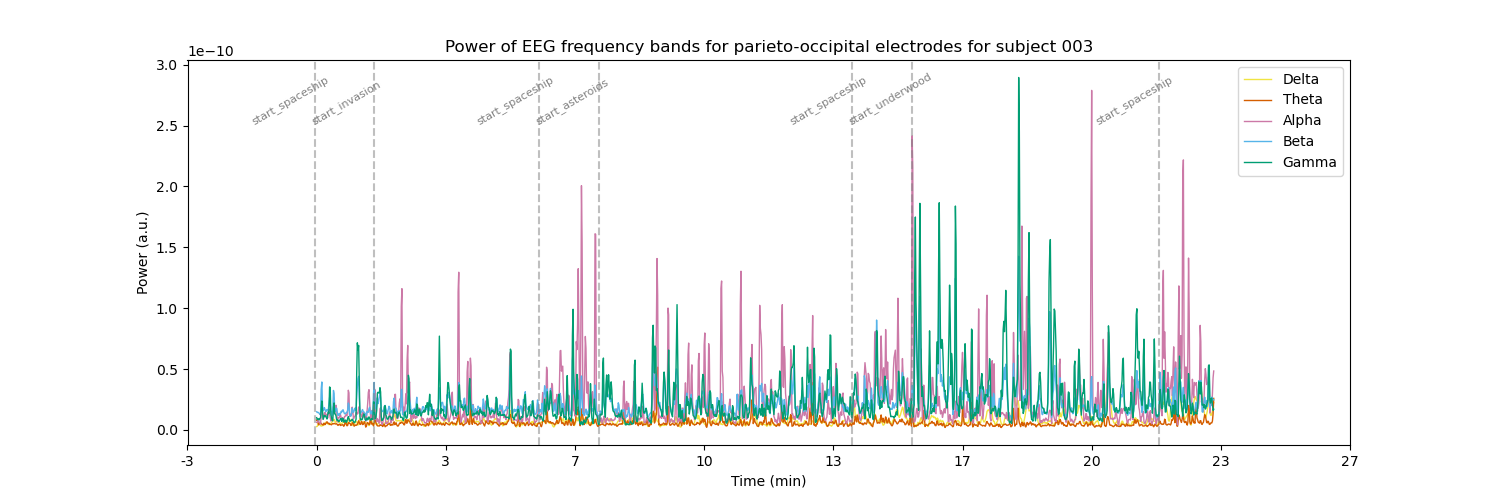 Power of EEG frequency bands for parieto-occipital electrodes for subject 003
1e−10
3.0
2.5
2.0
1.5
1.0
0.5
0.0
Power (a.u.)
start_spaceship
start_invasion
start_spaceship
start_asteroids
start_spaceship
start_underwood
start_spaceship
Delta
Theta
Alpha
Beta
Gamma
-3
0
3
7
10
13
17
20
23
27
Time (min)